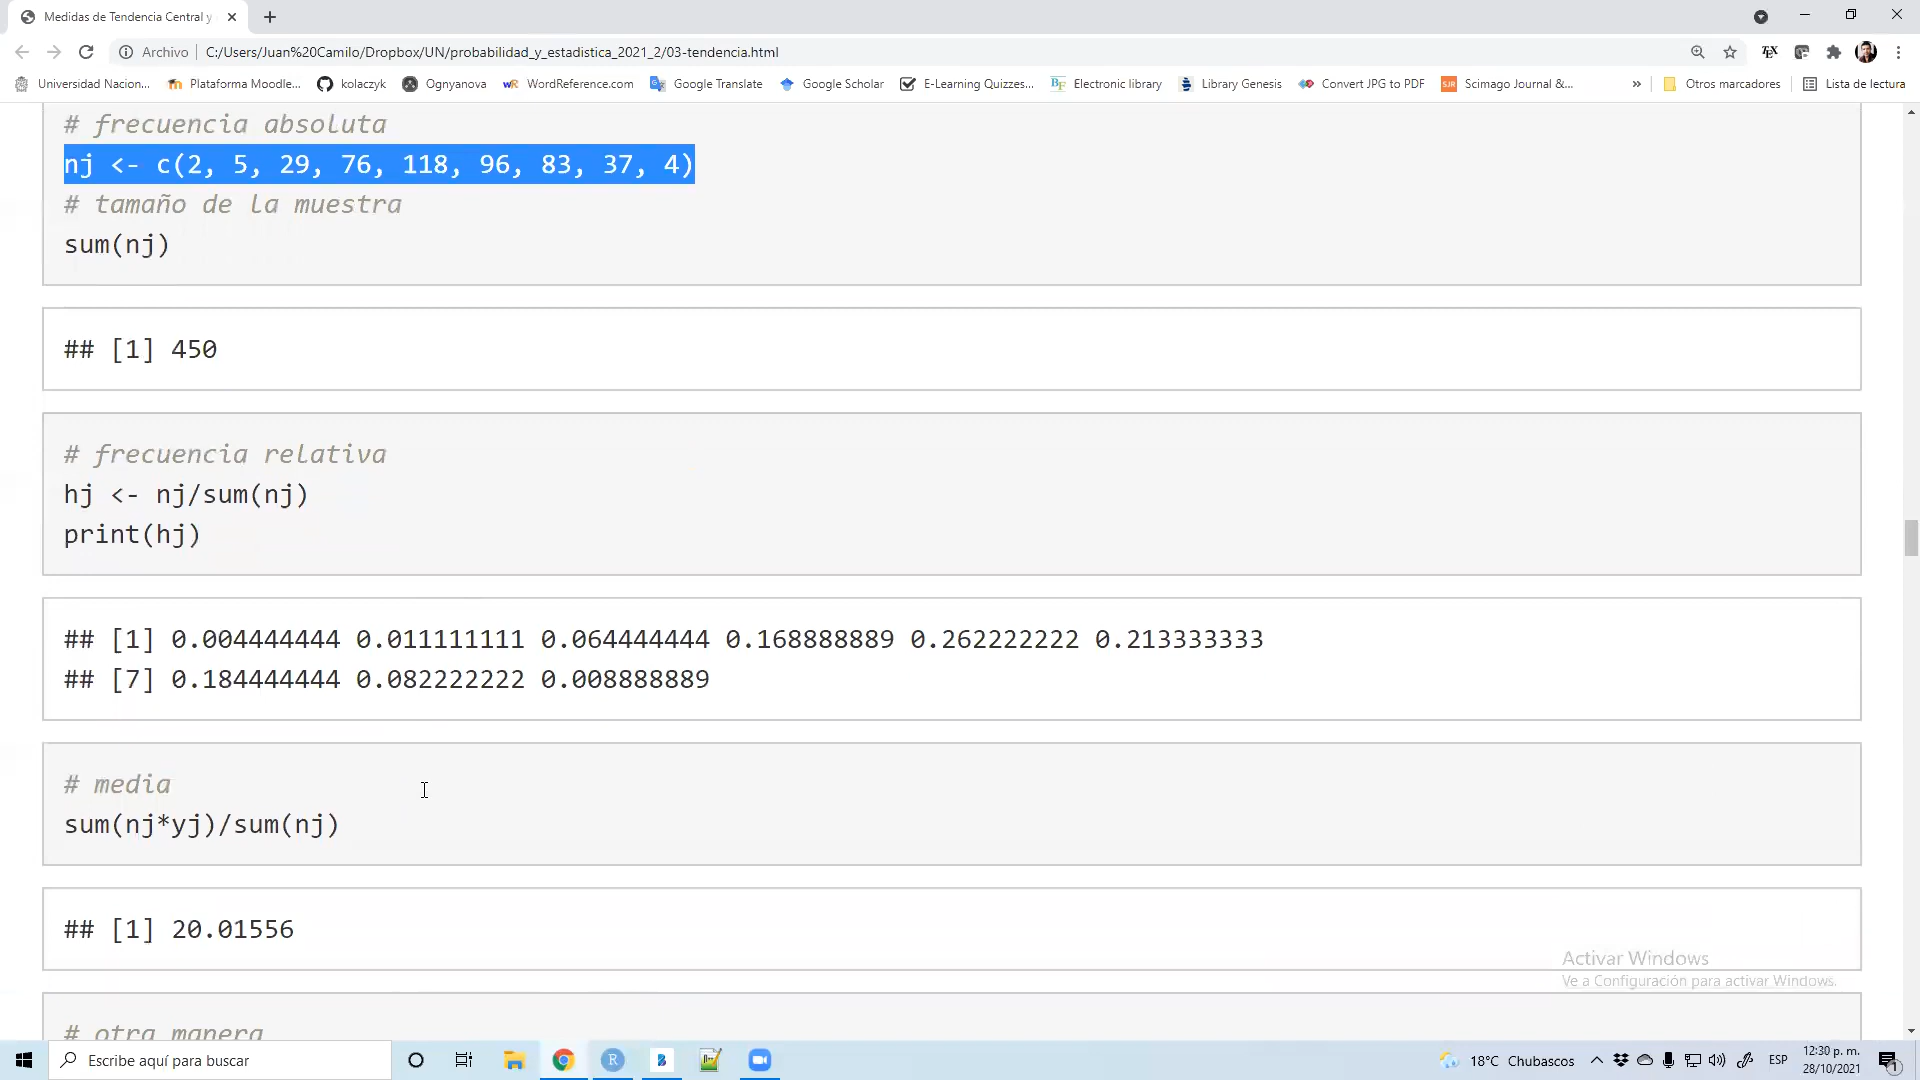 Medidas de Tendencia Central y
Archivo
C:/Users/Juan%20Camilo/Dropbox/UN/probabilidad_y_estadistica_2021_2/03-tendencia.html
Universidad Nacion... Plataforma Moodle... kolaczyk Ognyanova WordReference.com Google Translate Google Scholar E-Learning Quizzes... Electronic library Library Genesis Convert JPG to PDF Scimago Journal &... » Otros marcadores Lista de lectura
# frecuencia absoluta
nj <- c(2, 5, 29, 76, 118, 96, 83, 37, 4)
# tamaño de la muestra
sum(nj)
## [1] 450
# frecuencia relativa
hj <- nj/sum(nj)
print(hj)
## [1] 0.004444444 0.011111111 0.064444444 0.168888889 0.262222222 0.213333333
## [7] 0.184444444 0.082222222 0.008888889
# media
sum(nj*yj)/sum(nj)
## [1] 20.01556
Activar Windows
Ve a Configuración para activar Windows.
# otra manera
Escribe aquí para buscar
18°C Chubascos
ESP
12:30 p. m.
28/10/2021